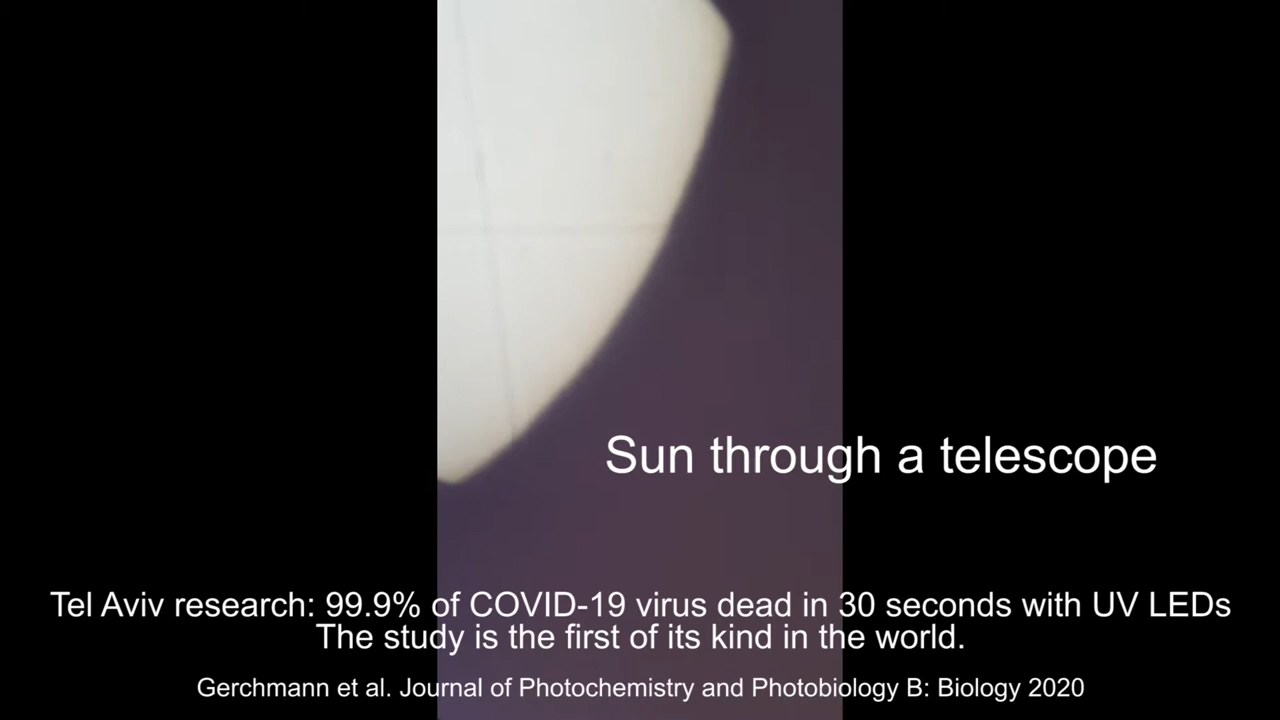 Sun through a telescope
Tel Aviv research: 99.9% of COVID-19 virus dead in 30 seconds with UV LEDs
The study is the first of its kind in the world.
Gerchmann et al. Journal of Photochemistry and Photobiology B: Biology 2020